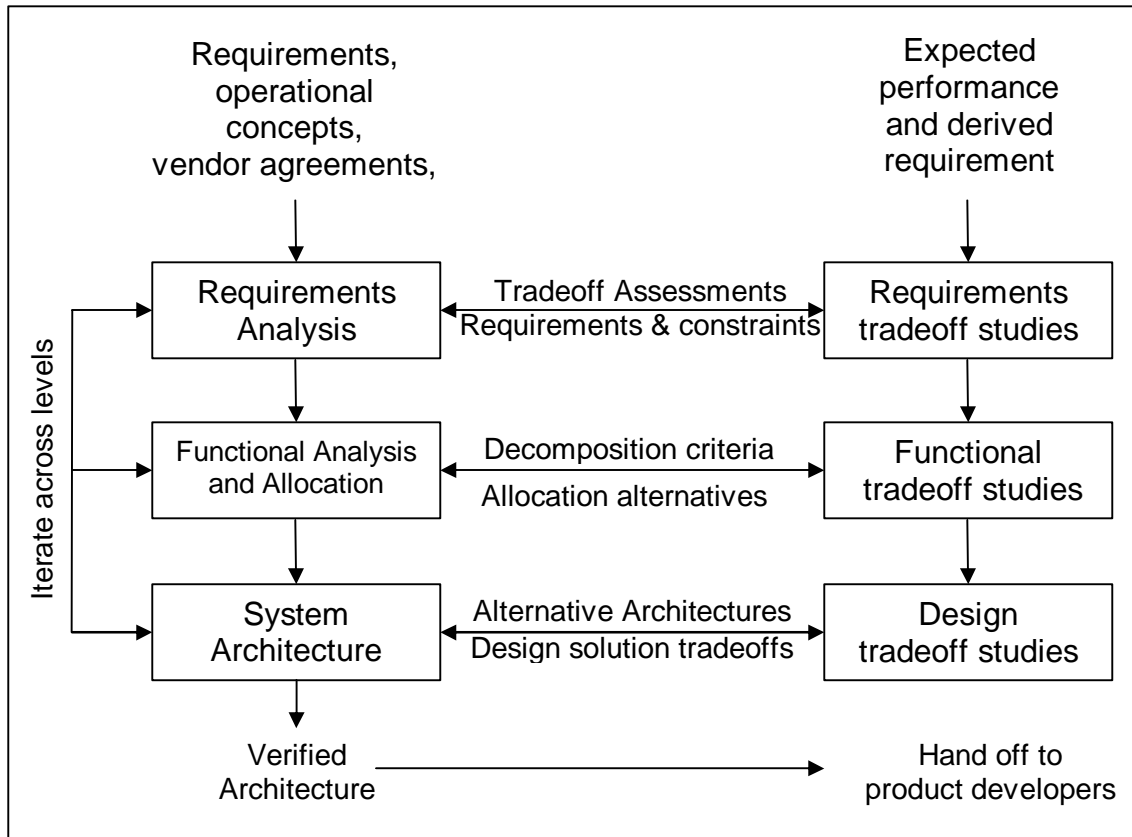 Requirements,
operational
concepts,
vendor agreements,
Expected
performance
and derived
requirement
Iterate across levels
Requirements
Analysis
Tradeoff Assessments
Requirements & constraints
Requirements
tradeoff studies
Functional Analysis
and Allocation
Decomposition criteria
Allocation alternatives
Functional
tradeoff studies
System
Architecture
Alternative Architectures
Design solution tradeoffs
Design
tradeoff studies
Verified
Architecture
Hand off to
product developers